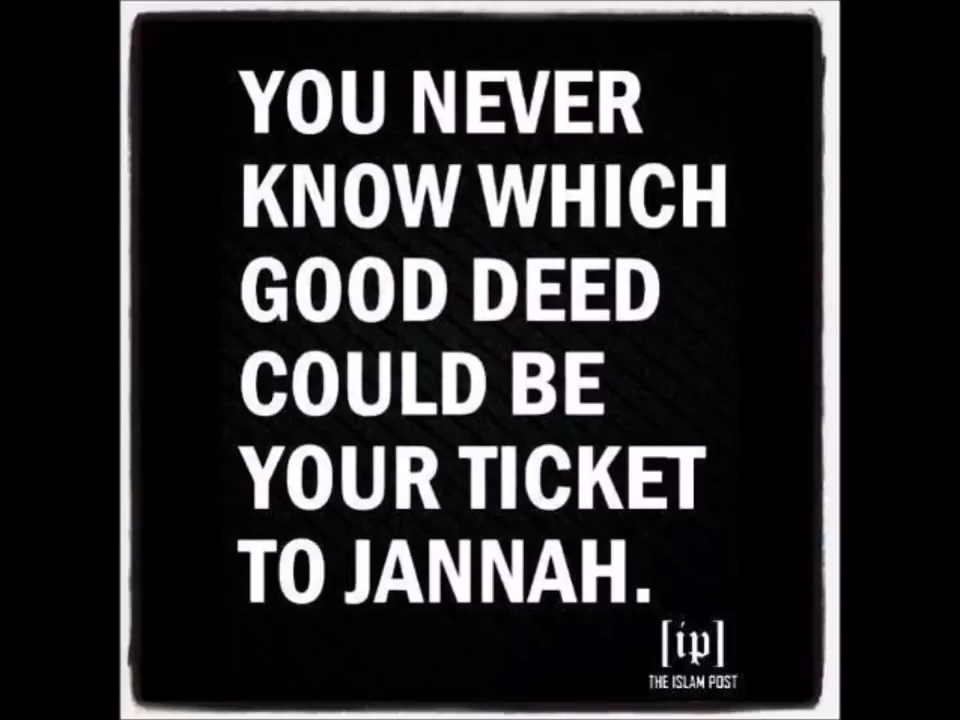 YOU NEVER
KNOW WHICH
GOOD DEED
COULD BE
YOUR TICKET
TO JANNAH.
[ip]
THE ISLAM POST